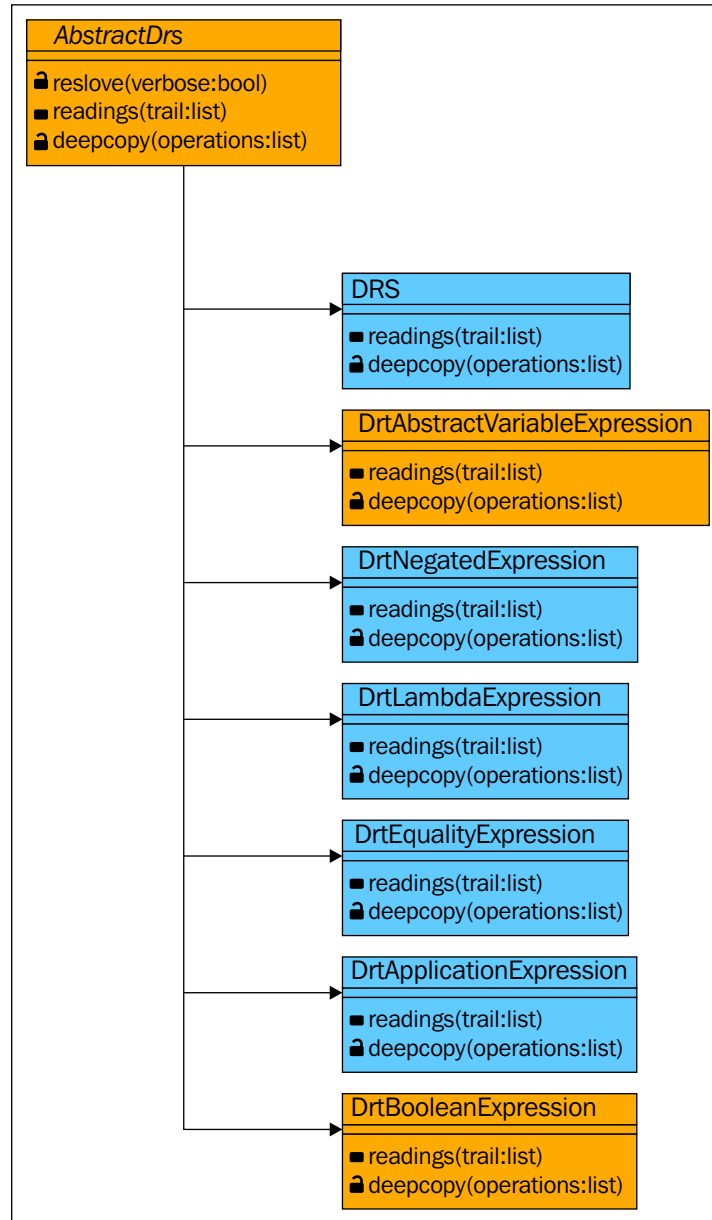 AbstractDrs
reslove(verbose:bool)
readings(trail:list)
deepcopy(operations:list)
DRS
readings(trail:list)
deepcopy(operations:list)
DrtAbstractVariableExpression
readings(trail:list)
deepcopy(operations:list)
DrtNegatedExpression
readings(trail:list)
deepcopy(operations:list)
DrtLambdaExpression
readings(trail:list)
deepcopy(operations:list)
DrtEqualityExpression
readings(trail:list)
deepcopy(operations:list)
DrtApplicationExpression
readings(trail:list)
deepcopy(operations:list)
DrtBooleanExpression
readings(trail:list)
deepcopy(operations:list)